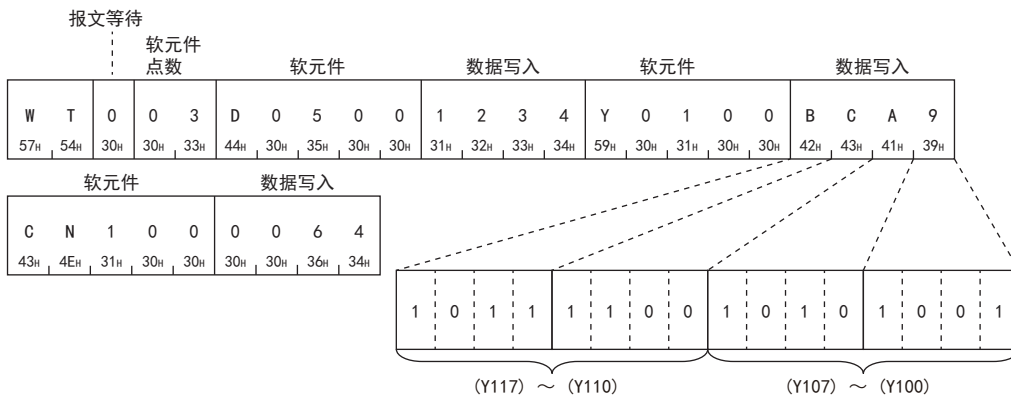 报文等待
软元件
点数 软元件 数据写入 软元件 数据写入
W T 0 0 3 D 0 5 0 0 1 2 3 4 Y 0 1 0 0 B C A 9
57H 54H 30H 30H 33H 44H 30H 35H 30H 30H 31H 32H 33H 34H 59H 30H 31H 30H 30H 42H 43H 41H 39H
软元件 数据写入
C N 1 0 0 0 0 6 4
43H 4EH 31H 30H 30H 30H 30H 36H 34H
1 0 1 1 1 1 0 0 1 0 1 0 1 0 0 1
(Y117) ～ (Y110) (Y107) ～ (Y100)